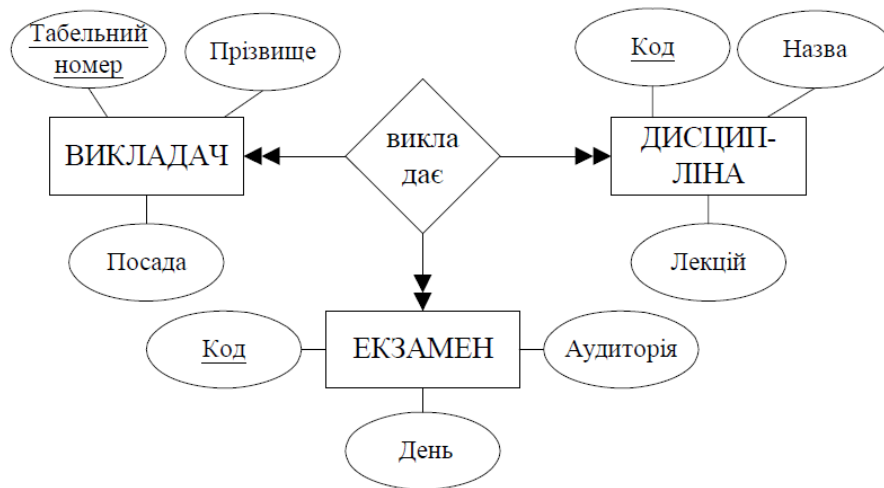 Табельний
номер
Прізвище
Код
Назва
ВИКЛАДАЧ
викла
дає
ДИСЦИП-
ЛІНА
Посада
Лекцій
Код
ЕКЗАМЕН
Аудиторія
День